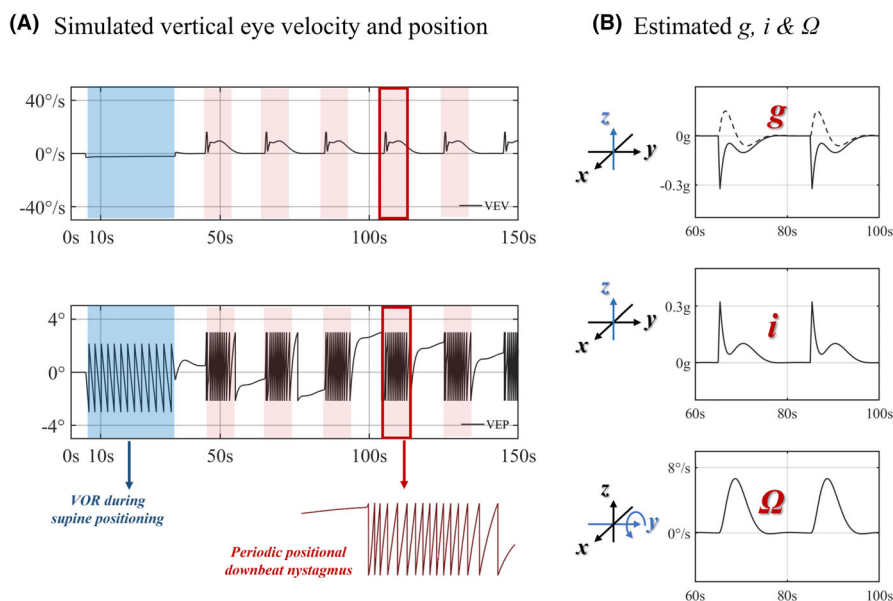 (A) Simulated vertical eye velocity and position
40°/s
0°/s
-40°/s
VEV
0s 10s 50s 100s 150s
4°
0°
-4°
VEP
0s 10s 50s 100s 150s
VOR during
supine positioning
Periodic positional
downbeat nystagmus
(B) Estimated g, i & Ω
z
y
x
0g
-0.3g
g
60s 80s 100s
z
y
x
0.3g
0g
i
60s 80s 100s
z
y
x
8°/s
0°/s
Ω
60s 80s 100s